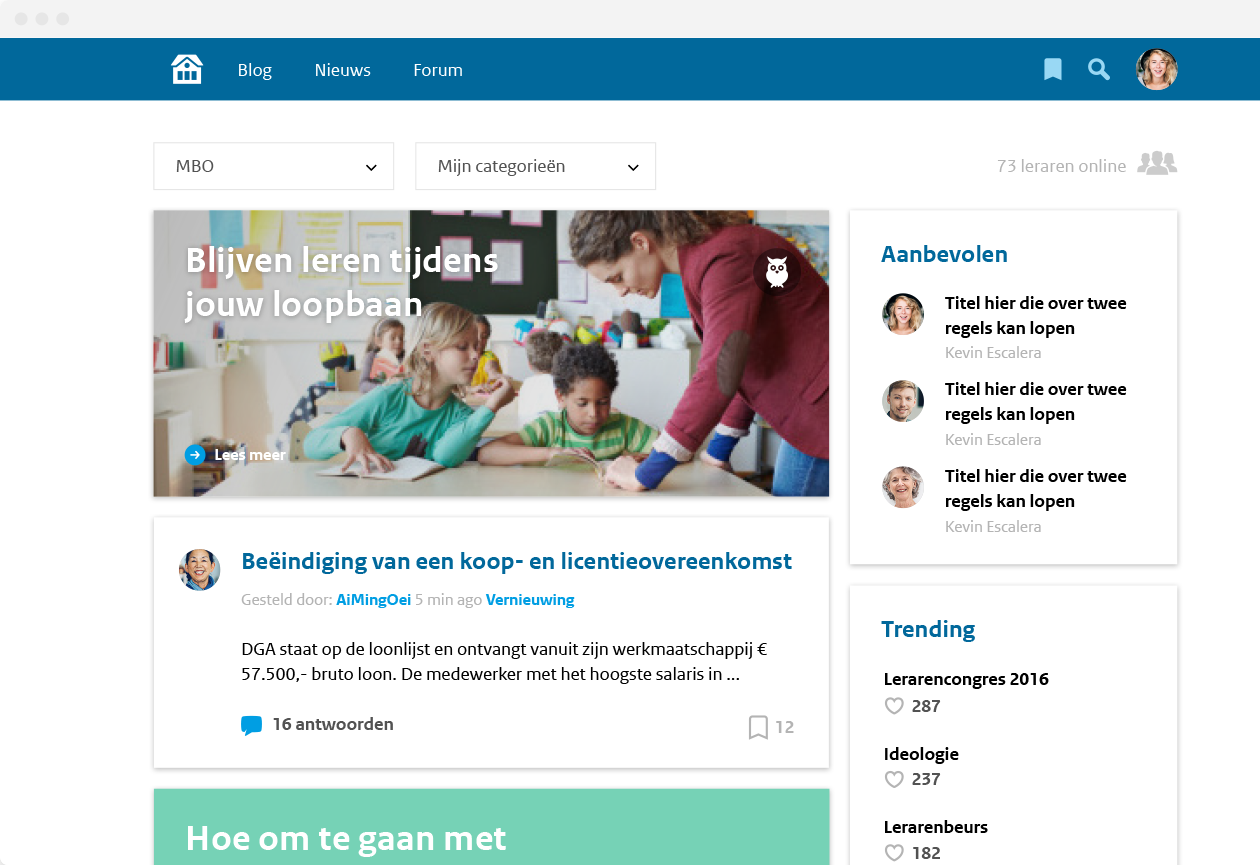 Blog
Nieuws
Forum
MBO
Mijn categorieën
73 leraren online
Blijven leren tijdens
jouw loopbaan
Lees meer
Beëindiging van een koop- en licentieovereenkomst
Gesteld door: AiMingOei 5 min ago Vernieuwing
DGA staat op de loonlijst en ontvangt vanuit zijn werkmaatschappij €
57.500,- bruto loon. De medewerker met het hoogste salaris in ...
16 antwoorden
12
Hoe om te gaan met
Aanbevolen
Titel hier die over twee
regels kan lopen
Kevin Escalera
Titel hier die over twee
regels kan lopen
Kevin Escalera
Titel hier die over twee
regels kan lopen
Kevin Escalera
Trending
Lerarencongres 2016
287
Ideologie
237
Lerarenbeurs
182